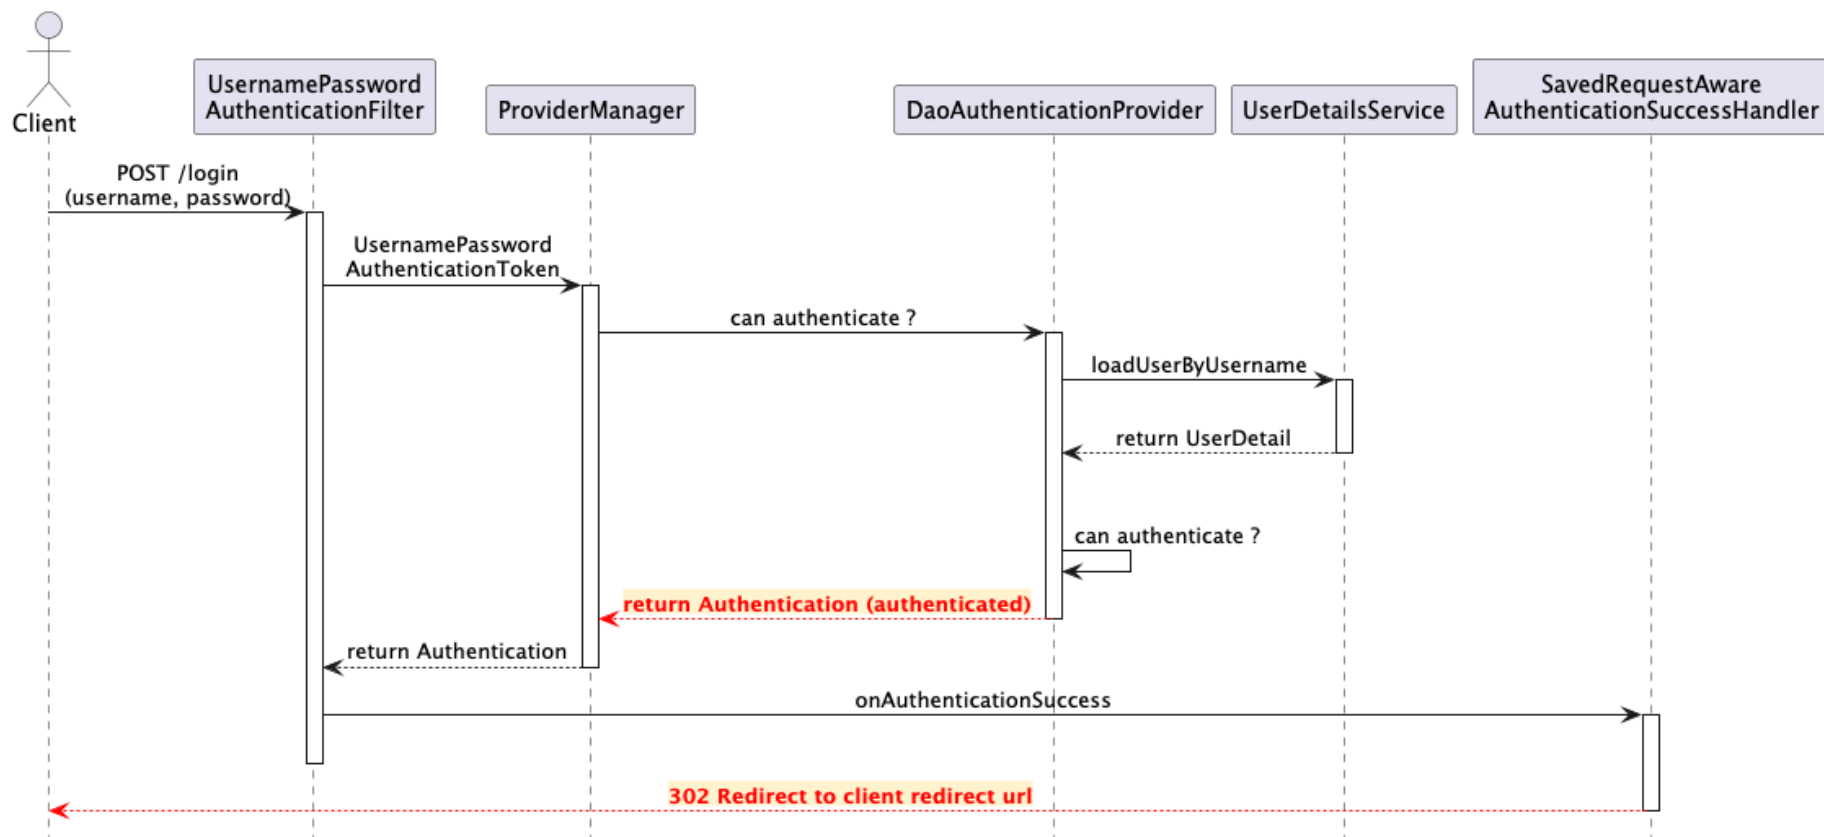 Client
UsernamePassword
AuthenticationFilter
ProviderManager
DaoAuthenticationProvider
UserDetailsService
SavedRequestAware
AuthenticationSuccessHandler
POST /login
(username, password)
UsernamePassword
AuthenticationToken
can authenticate ?
loadUserByUsername
return UserDetail
can authenticate ?
return Authentication (authenticated)
return Authentication
onAuthenticationSuccess
302 Redirect to client redirect url